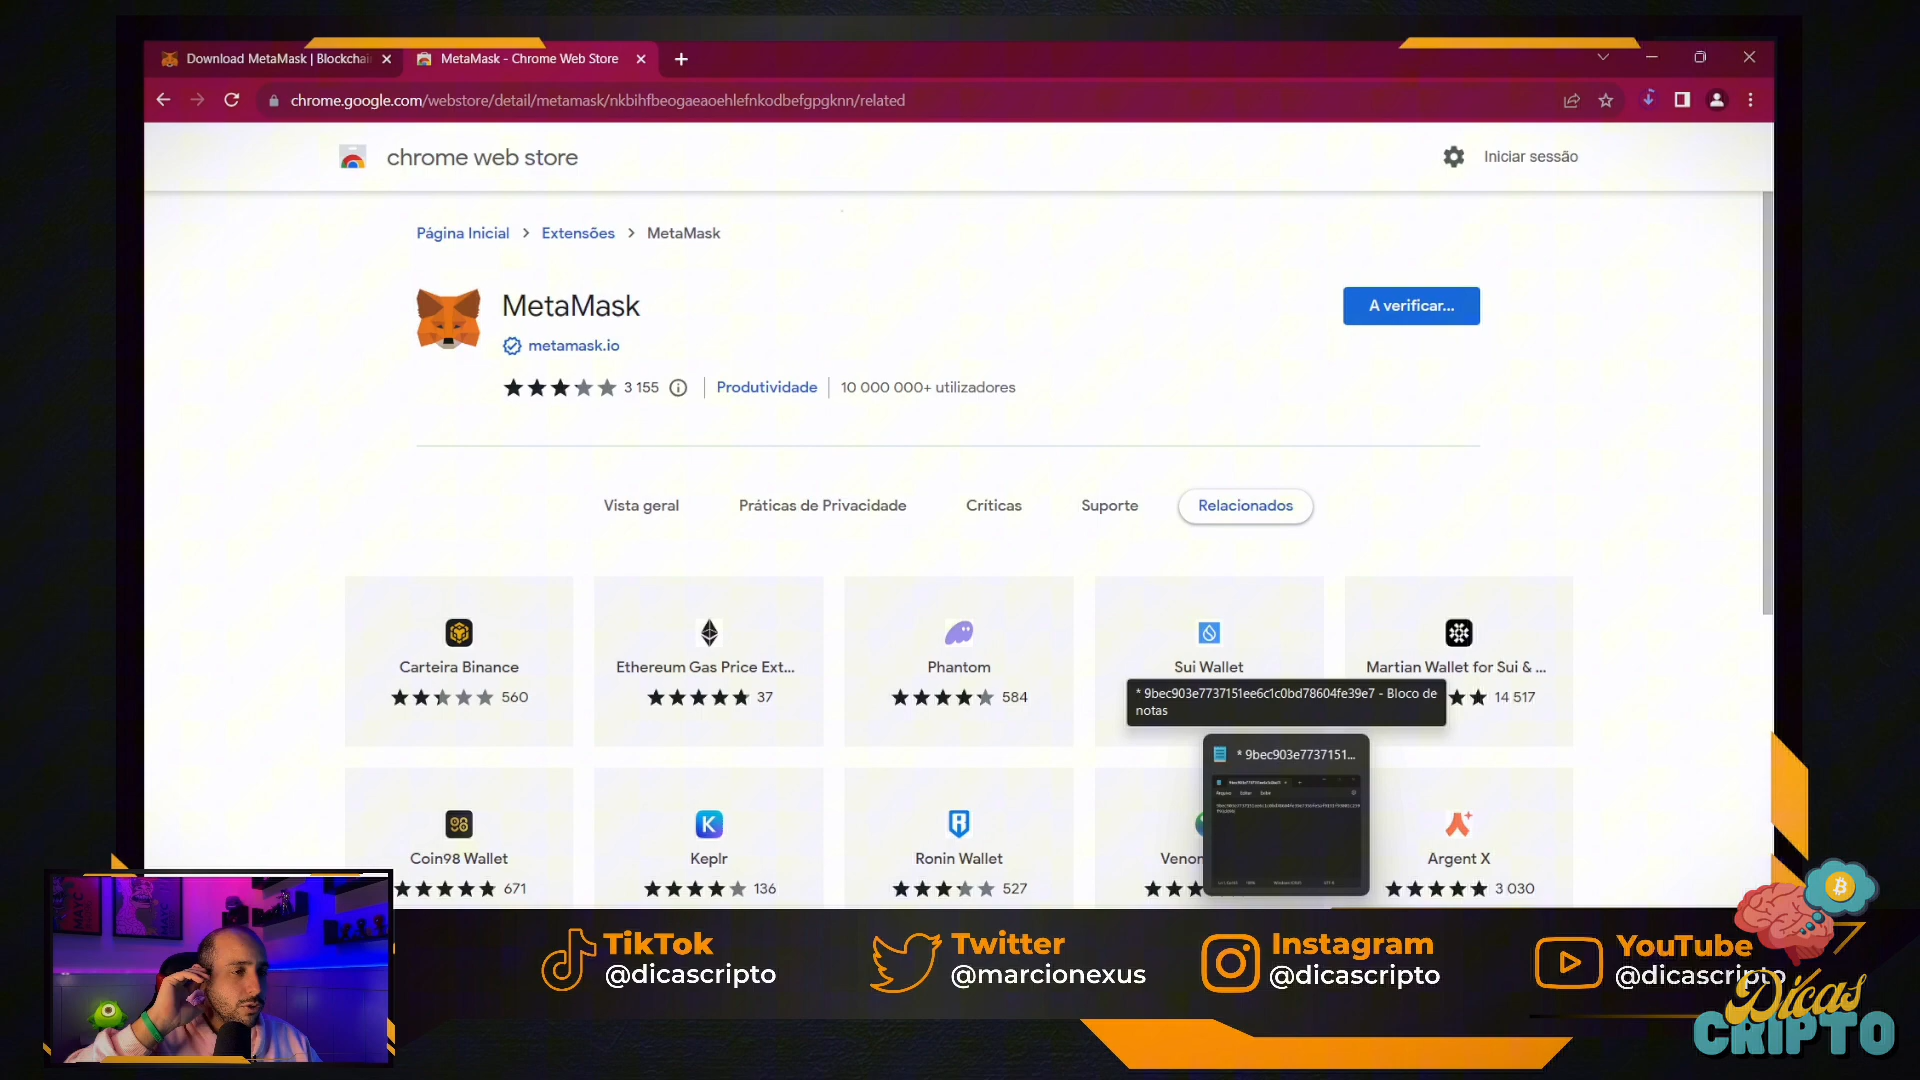 Download MetaMask | Blockchai
MetaMask - Chrome Web Store
chrome.google.com/webstore/detail/metamask/nkbihfbeogaeaoehlefnkodbefgpgknn/related
chrome web store
Iniciar sessão
Página Inicial > Extensões > MetaMask
MetaMask
A verificar...
metamask.io
3 155
Produtividade
10 000 000+ utilizadores
Vista geral
Práticas de Privacidade
Críticas
Suporte
Relacionados
Carteira Binance
560
Ethereum Gas Price Ext...
37
Phantom
584
Sui Wallet
Martian Wallet for Sui & ...
14 517
* 9bec903e7737151ee6c1c0bd78604fe39e7 - Bloco de
notas
* 9bec903e7737151...
Coin98 Wallet
671
Keplr
136
Ronin Wallet
527
Venom
Argent X
3 030
TikTok
@dicascripto
Twitter
@marcionexus
Instagram
@dicascripto
YouTube
@dicascripto
Dicas
CRIPTO